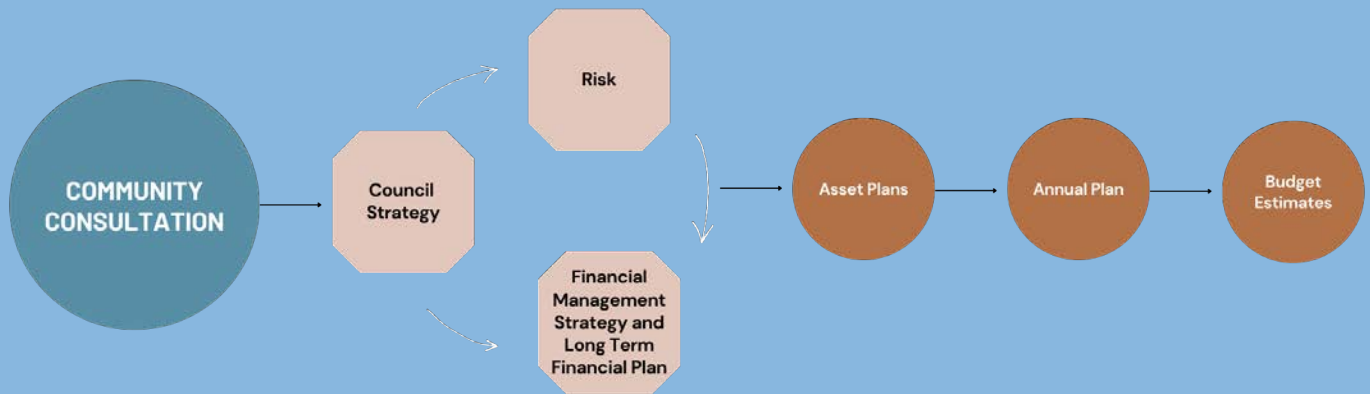 COMMUNITY
CONSULTATION
Council
Strategy
Risk
Financial
Management
Strategy and
Long Term
Financial Plan
Asset Plans
Annual Plan
Budget
Estimates